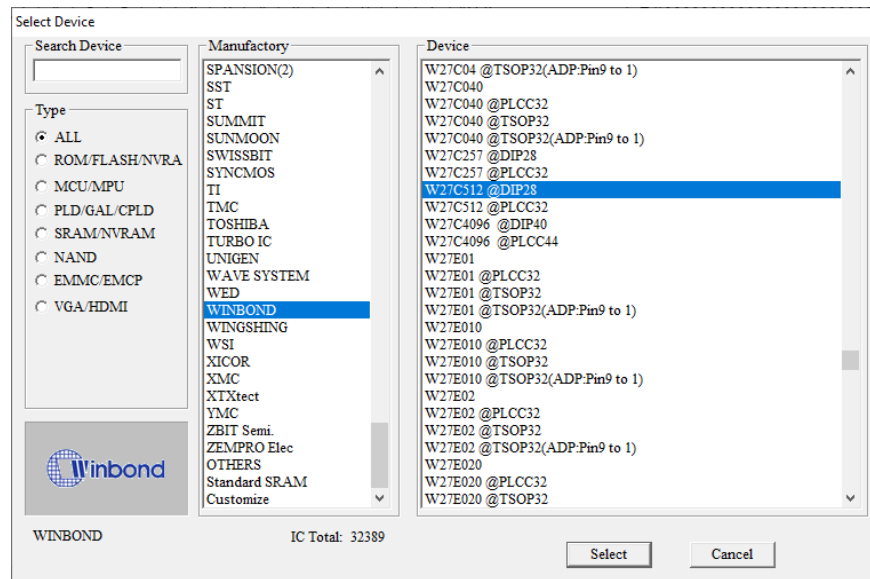 Select Device
Search Device
Type
ALL
ROM/FLASH/NVRA
MCU/MPU
PLD/GAL/CPLD
SRAM/NVRAM
NAND
EMMC/EMCP
VGA/HDMI
Winbond
WINBOND
Manufactory
SPANSION(2)
SST
ST
SUMMIT
SUNMOON
SWISSBIT
SYNCMOS
TI
TMC
TOSHIBA
TURBO IC
UNIGEN
WAVE SYSTEM
WED
WINBOND
WINGSHING
WSI
XICOR
XMC
XTXtect
YMC
ZBIT Semi.
ZEMPRO Elec
OTHERS
Standard SRAM
Customize
IC Total: 32389
Device
W27C04 @TSOP32(ADP:Pin9 to 1)
W27C040
W27C040 @PLCC32
W27C040 @TSOP32
W27C040 @TSOP32(ADP:Pin9 to 1)
W27C257 @DIP28
W27C257 @PLCC32
W27C512 @DIP28
W27C512 @PLCC32
W27C4096 @DIP40
W27C4096 @PLCC44
W27E01
W27E01 @PLCC32
W27E01 @TSOP32
W27E01 @TSOP32(ADP:Pin9 to 1)
W27E010
W27E010 @PLCC32
W27E010 @TSOP32
W27E010 @TSOP32(ADP:Pin9 to 1)
W27E02
W27E02 @PLCC32
W27E02 @TSOP32
W27E02 @TSOP32(ADP:Pin9 to 1)
W27E020
W27E020 @PLCC32
W27E020 @TSOP32
Select
Cancel